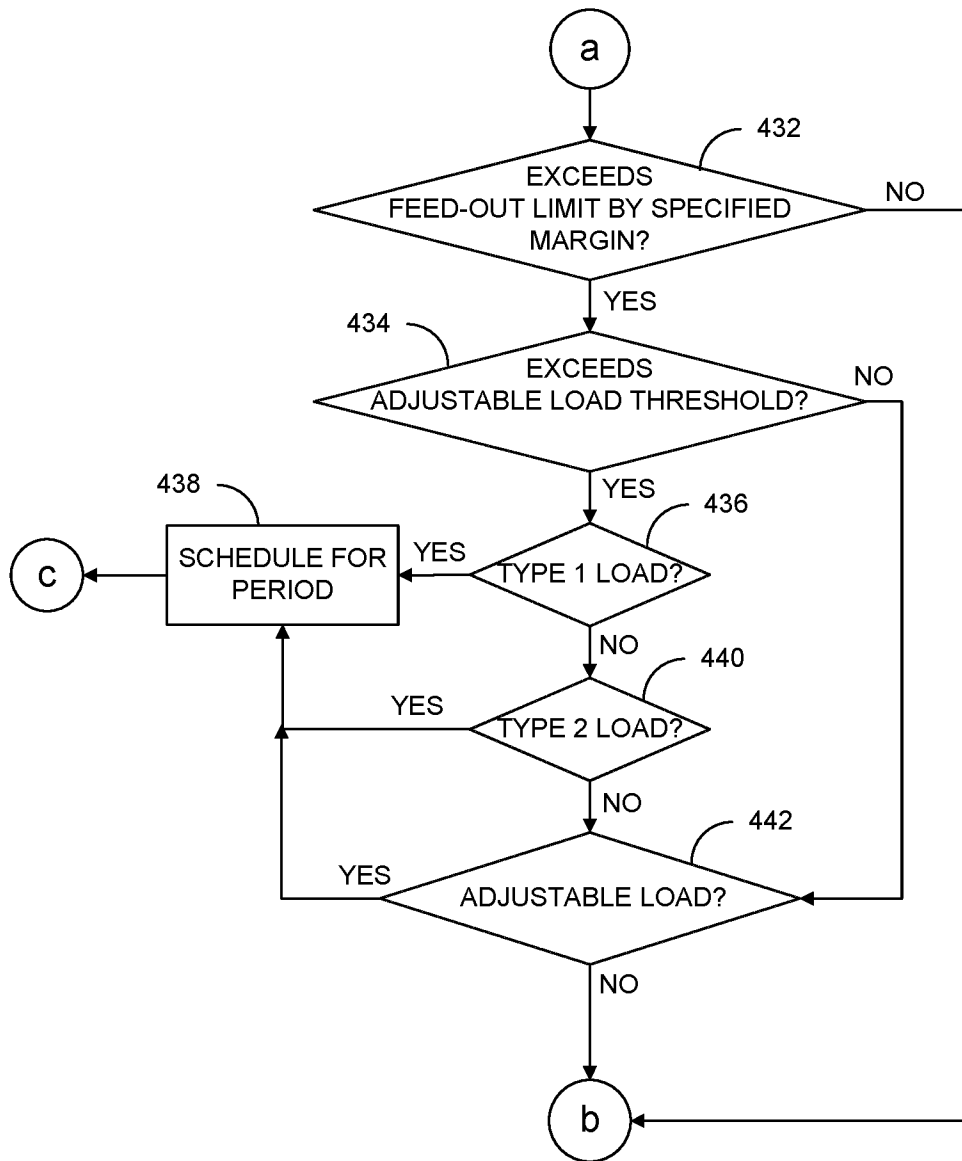 a
432
EXCEEDS
FEED-OUT LIMIT BY SPECIFIED
MARGIN?
NO
YES
434
EXCEEDS
ADJUSTABLE LOAD THRESHOLD?
NO
YES
438
436
c
SCHEDULE FOR
PERIOD
YES
TYPE 1 LOAD?
NO
440
YES
TYPE 2 LOAD?
NO
442
YES
ADJUSTABLE LOAD?
NO
b